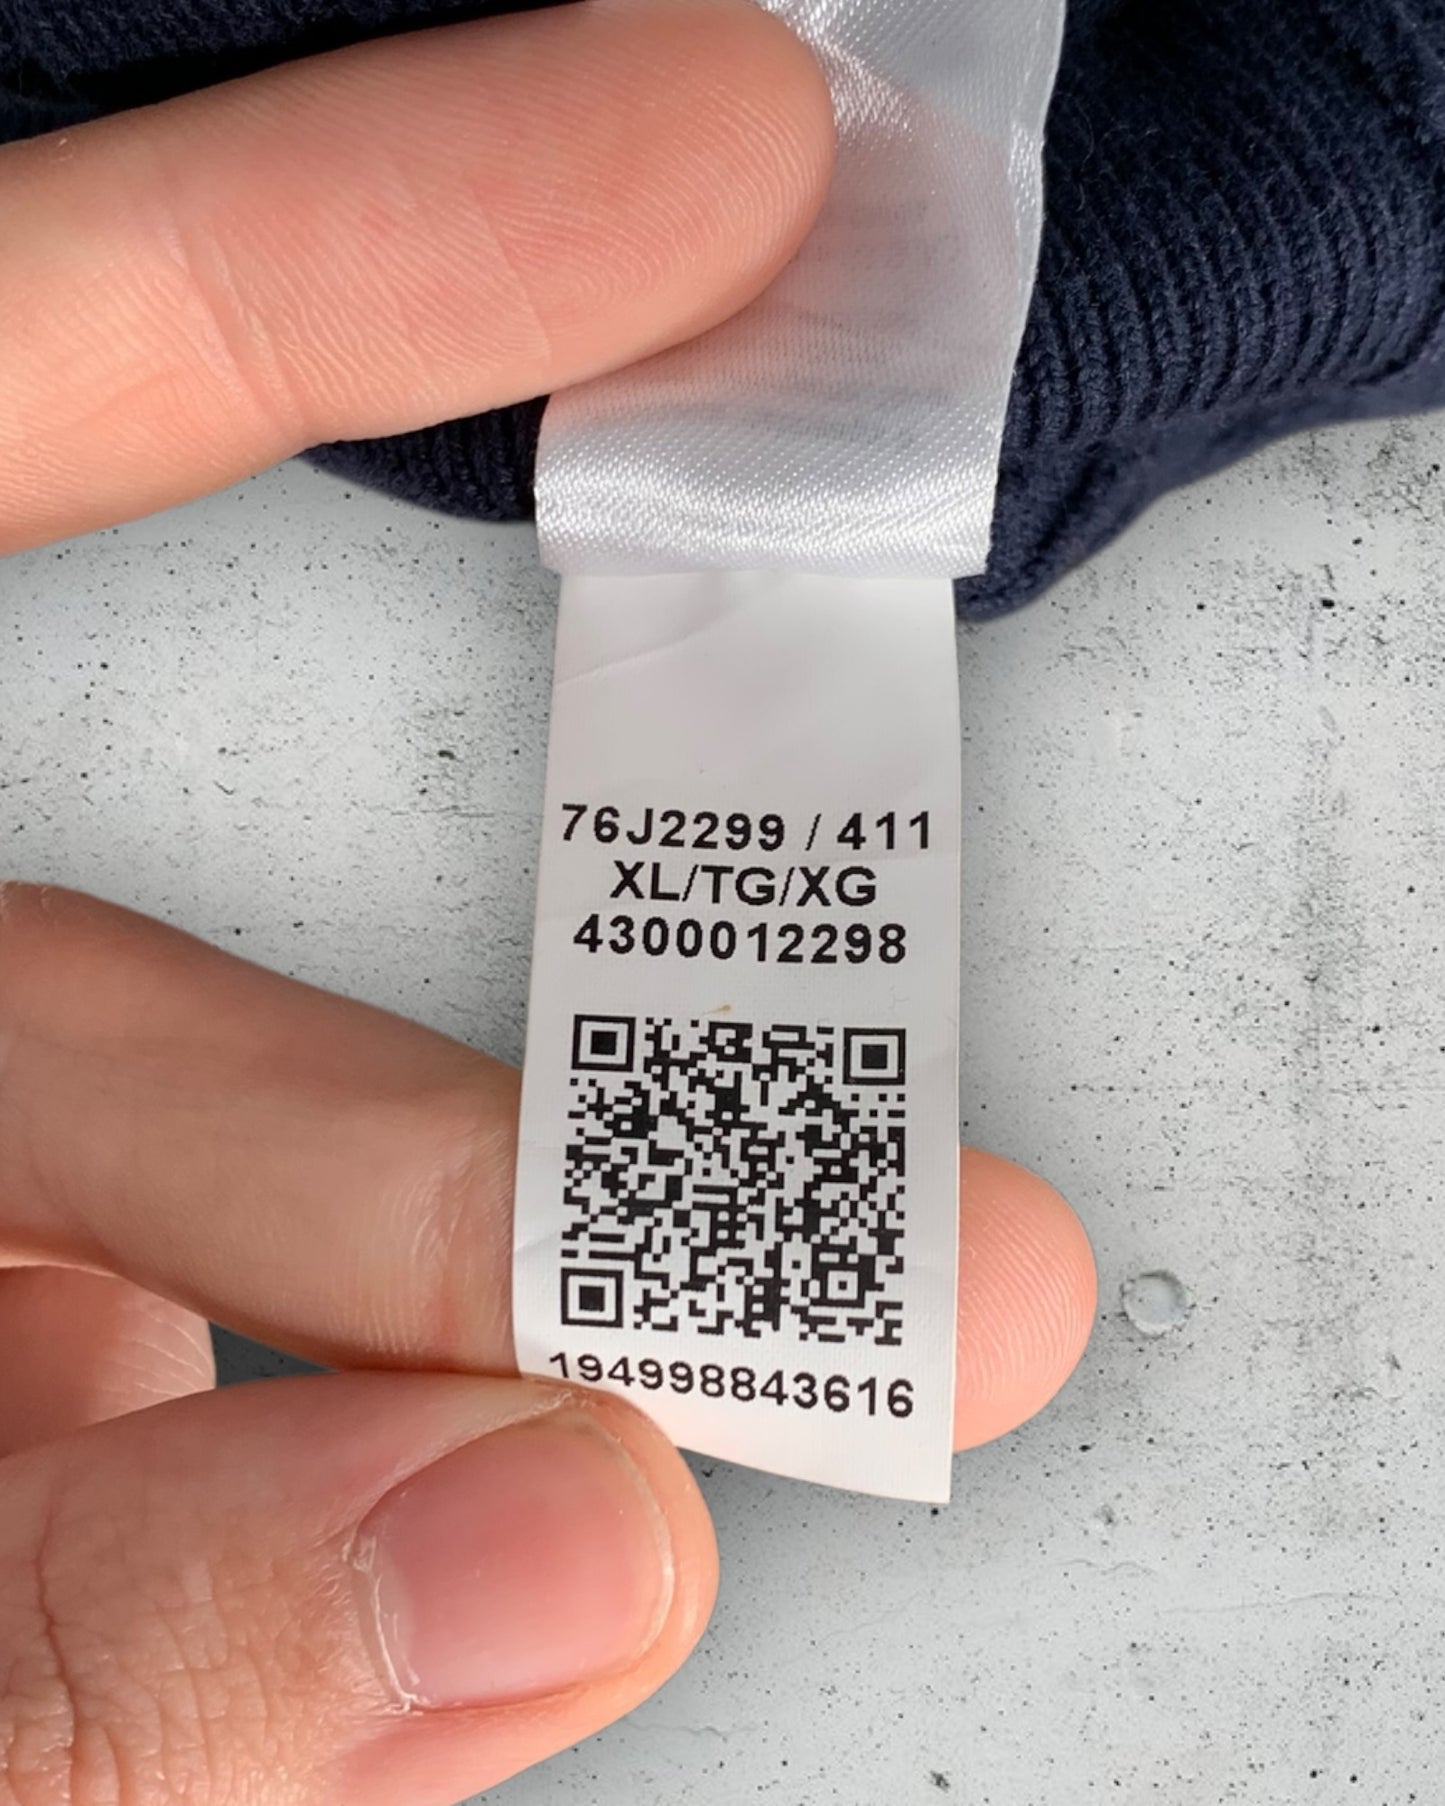 76J2299 / 411
XL/TG/XG
4300012298
194998843616